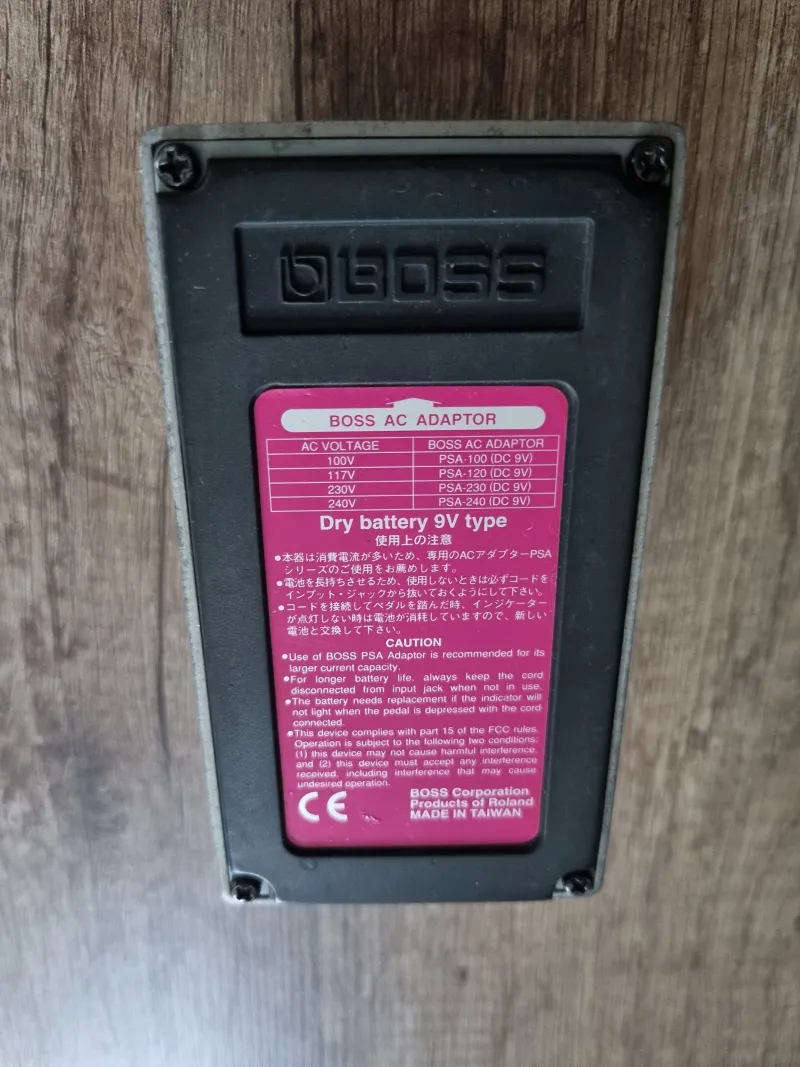 BOSS
BOSS AC ADAPTOR
AC VOLTAGE BOSS AC ADAPTOR
100V PSA-100 (DC 9V)
117V PSA-120 (DC 9V)
230V PSA-230 (DC 9V)
240V PSA-240 (DC 9V)
Dry battery 9V type
使用上の注意
●本器は消費電流が多いため、専用のACアダプターPSA
シリーズのご使用をお薦めします。
●電池を長持ちさせるため、使用しないときは必ずコードを
インプット・ジャックから抜いておくようにして下さい。
●コードを接続してペダルを踏んだ時、インジケーター
が点灯しない時は電池が消耗していますので、新しい
電池と交換して下さい。
CAUTION
●Use of BOSS PSA Adaptor is recommended for its
larger current capacity.
●For longer battery life, always keep the cord
disconnected from input jack when not in use.
●The battery needs replacement if the indicator will
not light when the pedal is depressed with the cord
connected.
●This device complies with part 15 of the FCC rules.
Operation is subject to the following two conditions:
(1) this device may not cause harmful interference,
and (2) this device must accept any interference
received, including interference that may cause
undesired operation.
CE
BOSS Corporation
Products of Roland
MADE IN TAIWAN